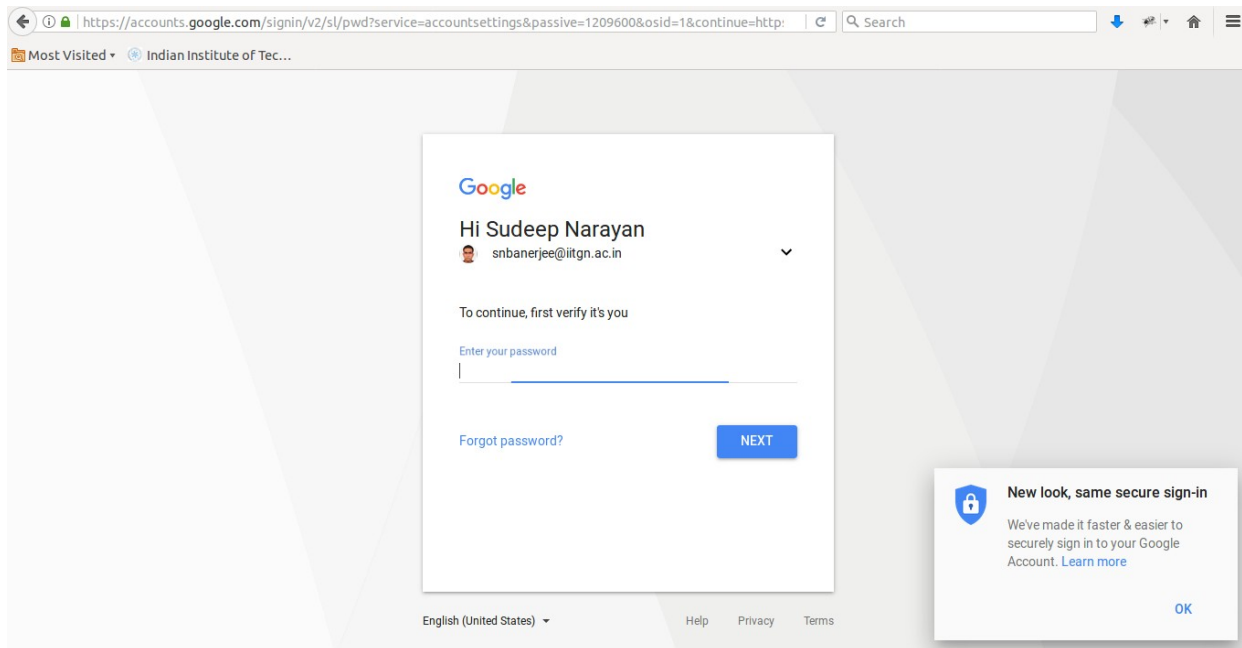 https://accounts.google.com/signin/v2/sl/pwd?service=accountsettings&passive=1209600&osid=1&continue=http:
Search
Most Visited
Indian Institute of Tec...
Google
Hi Sudeep Narayan
snbanerjee@iitgn.ac.in
To continue, first verify it's you
Enter your password
Forgot password?
NEXT
New look, same secure sign-in
We've made it faster & easier to
securely sign in to your Google
Account. Learn more
OK
English (United States)
Help Privacy Terms